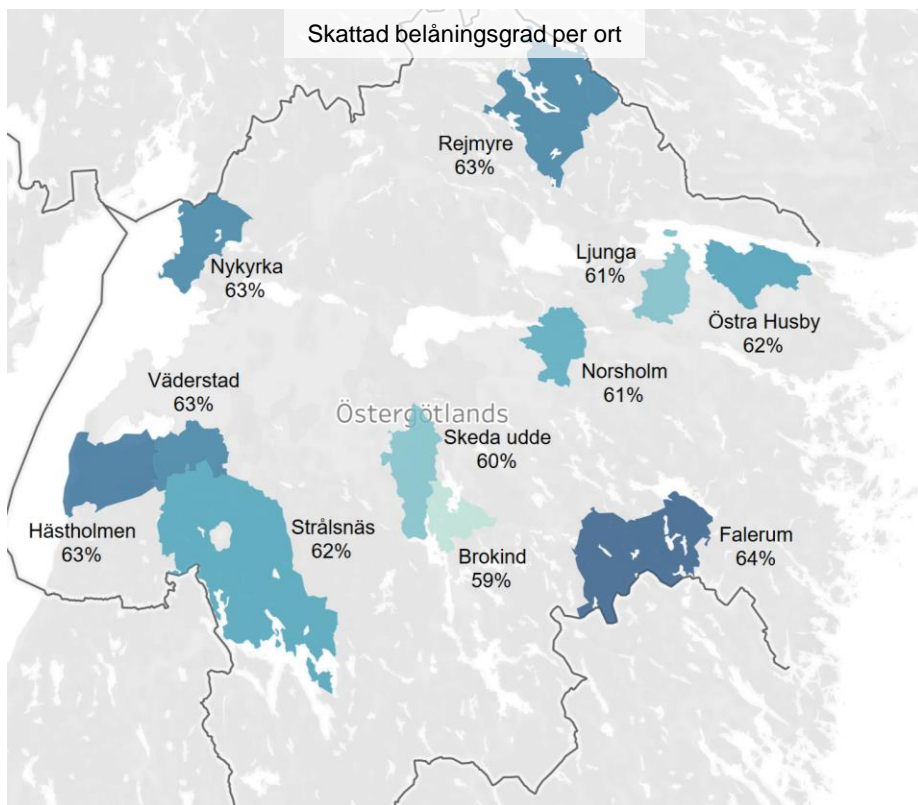 Skattad belåningsgrad per ort
Rejmyre
63%
Nykyrka
63%
Ljunga
61%
Östra Husby
62%
Norsholm
61%
Väderstad
63%
Östergötlands
Skeda udde
60%
Hästholmen
63%
Strålsnäs
62%
Brokind
59%
Falerum
64%